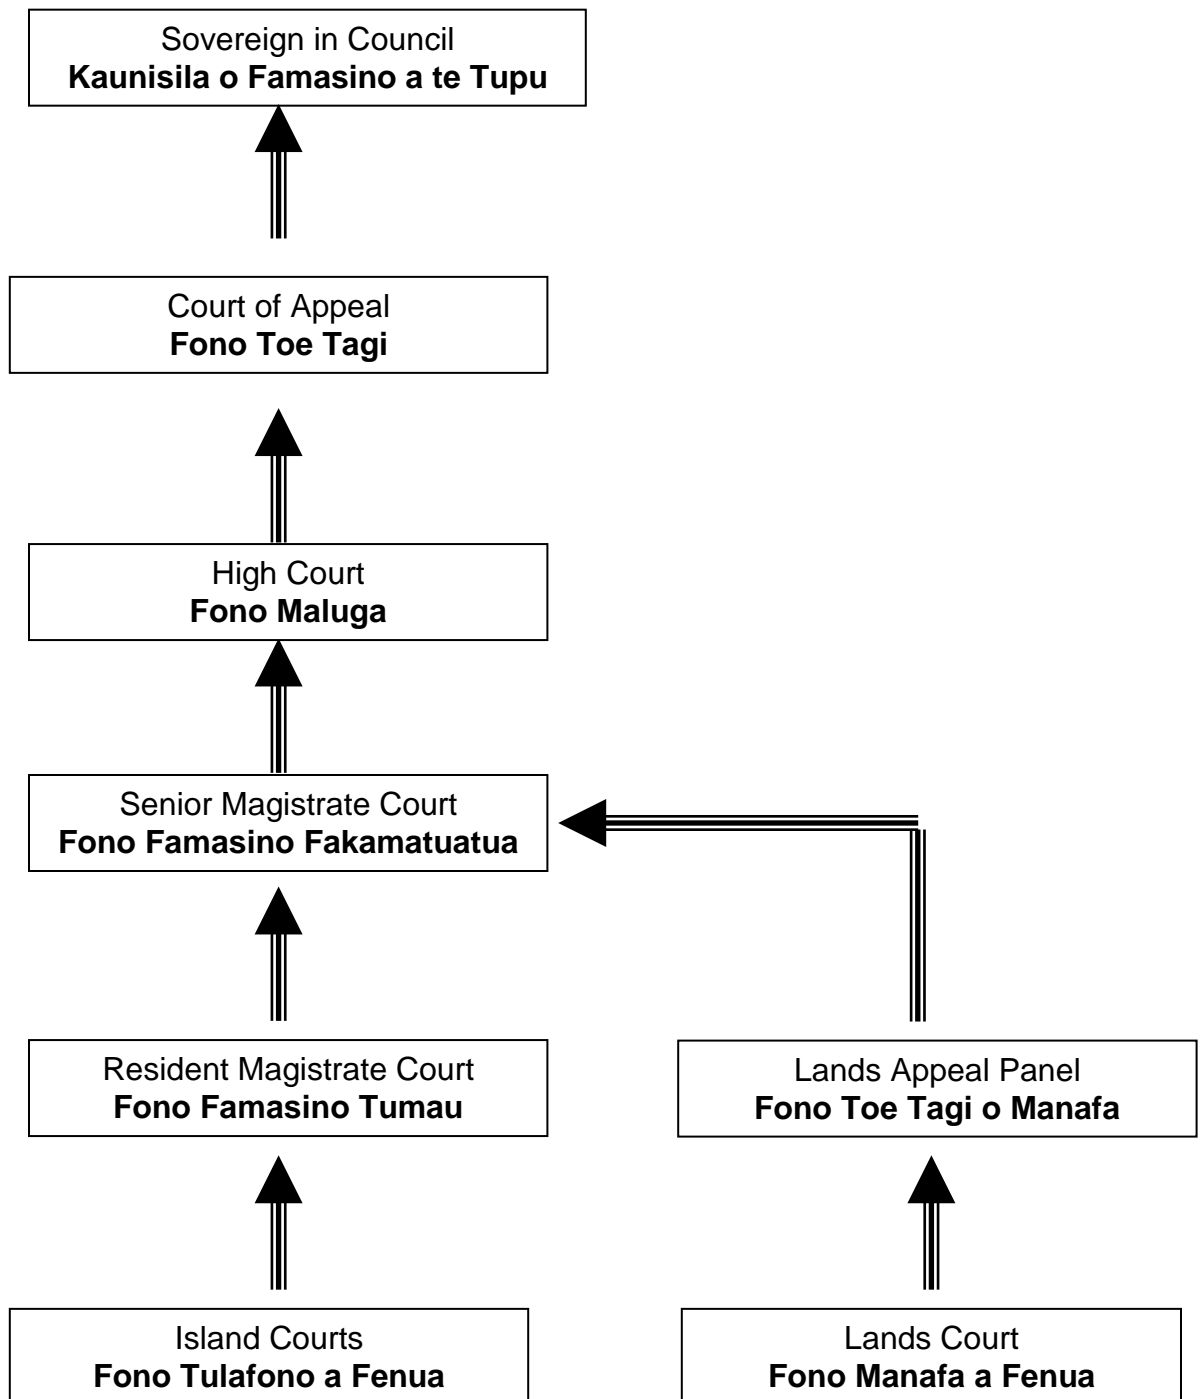 Sovereign in Council
Kaunisila o Famasino a te Tupu
Court of Appeal
Fono Toe Tagi
High Court
Fono Maluga
Senior Magistrate Court
Fono Famasino Fakamatuatua
Resident Magistrate Court
Fono Famasino Tumau
Lands Appeal Panel
Fono Toe Tagi o Manafa
Island Courts
Fono Tulafono a Fenua
Lands Court
Fono Manafa a Fenua